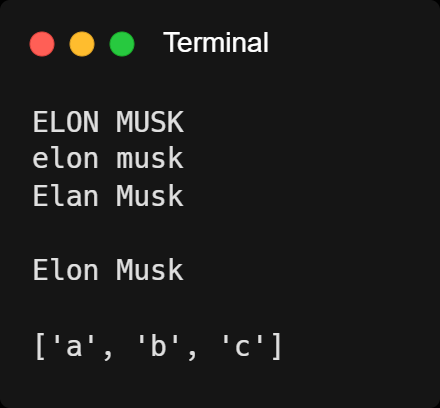 Terminal
ELON MUSK
elon musk
Elan Musk
Elon Musk
['a', 'b', 'c']